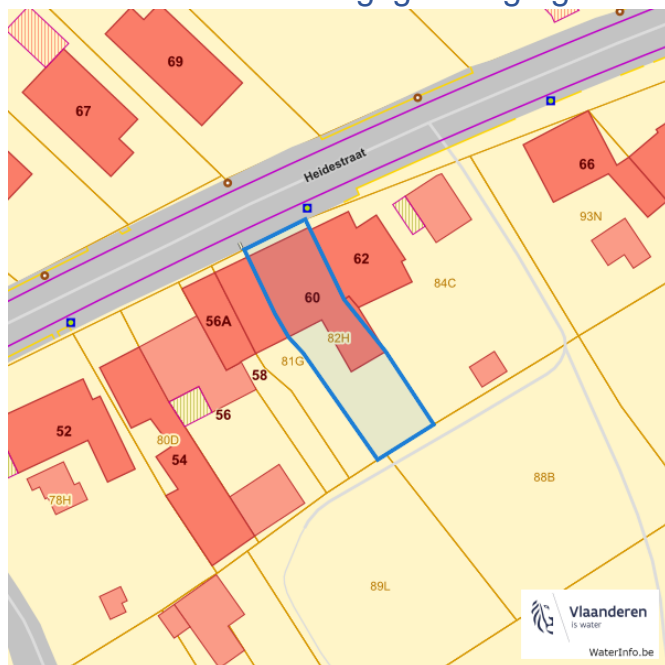 69
67
Heidestraat
66
93N
62
84C
60
56A
82H
81G
58
56
52
80D
54
78H
88B
89L
Vlaanderen
is water
WaterInfo.be